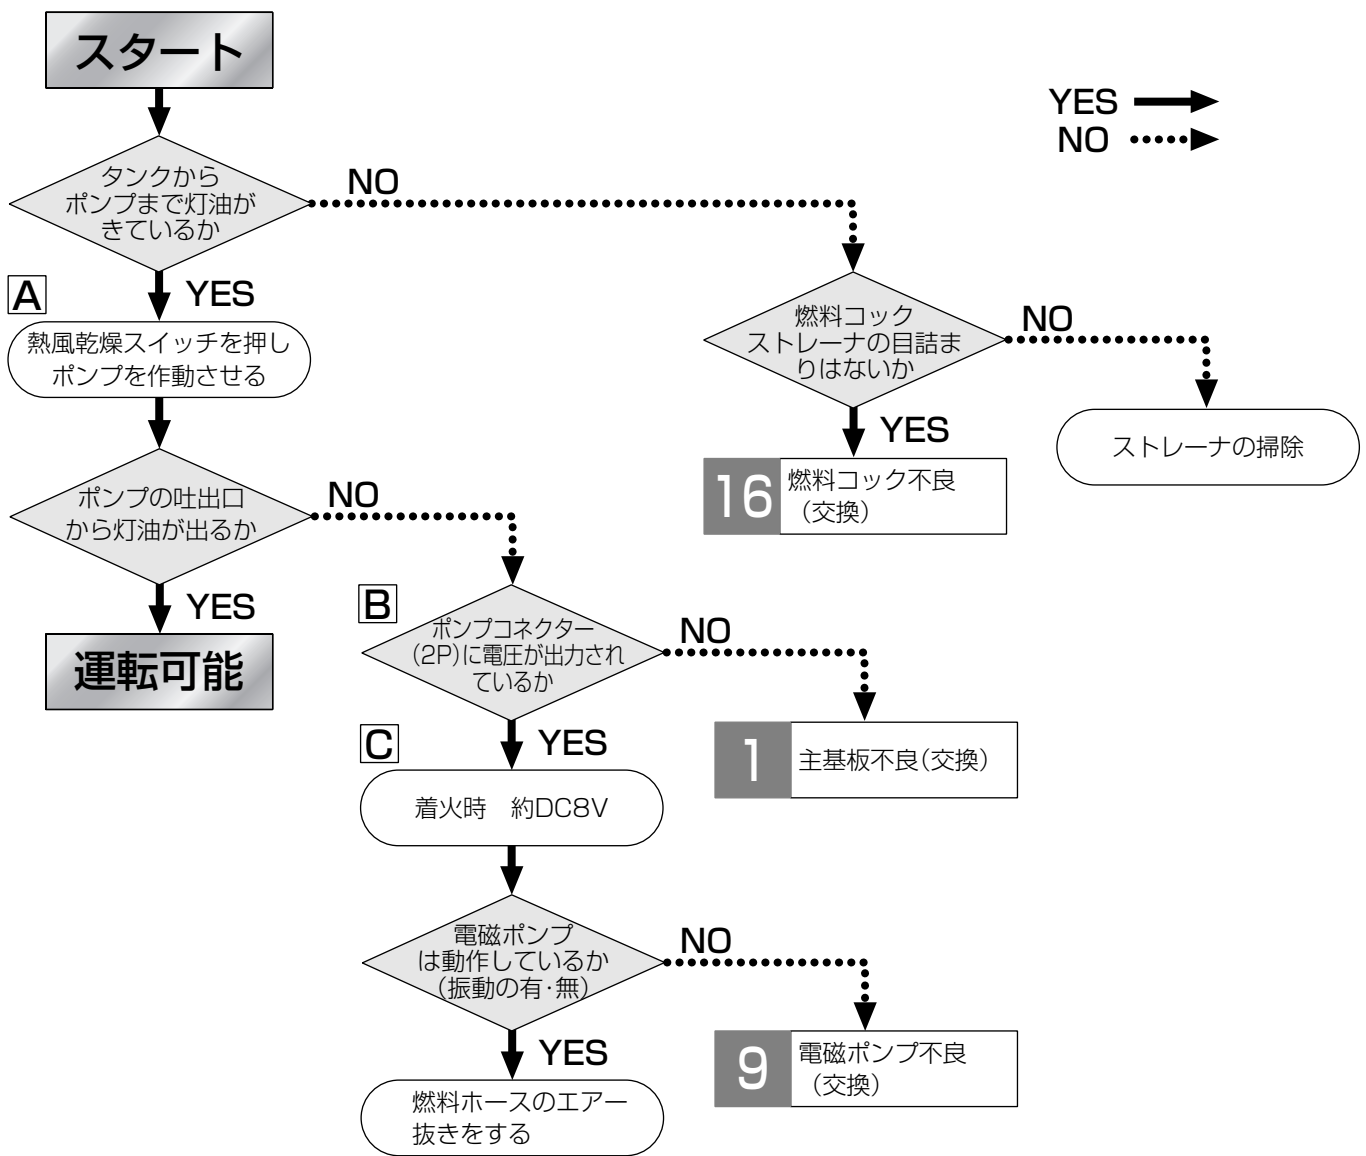 スタート
YES
NO
タンクから
ポンプまで灯油が
きているか
NO
YES
A
熱風乾燥スイッチを押し
ポンプを作動させる
燃料コック
ストレーナの目詰ま
りはないか
NO
YES
ストレーナの掃除
16
燃料コック不良
(交換)
ポンプの吐出口
から灯油が出るか
NO
YES
運転可能
B
ポンプコネクター
(2P)に電圧が出力され
ているか
NO
YES
1
主基板不良(交換)
C
着火時 約DC8V
電磁ポンプ
は動作しているか
(振動の有・無)
NO
YES
9
電磁ポンプ不良
(交換)
燃料ホースのエアー
抜きをする